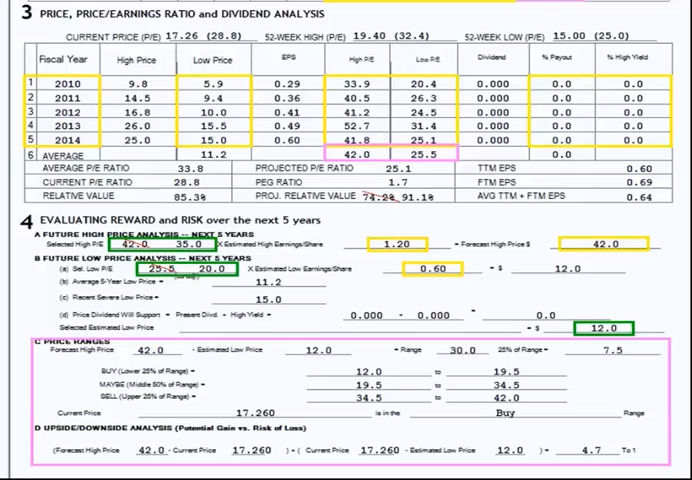 3 PRICE, PRICE/EARNINGS RATIO and DIVIDEND ANALYSIS
CURRENT PRICE (P/E) 17.26 (28.8) 52-WEEK HIGH (P/E) 19.40 (32.4) 52-WEEK LOW (P/E) 15.00 (25.0)
Fiscal Year High Price Low Price EPS High P/E Low P/E Dividend % Payout % High Yield
1 2010 9.8 5.9 0.29 33.9 20.4 0.000 0.0 0.0
2 2011 14.5 9.4 0.36 40.5 26.3 0.000 0.0 0.0
3 2012 16.8 10.0 0.41 41.2 24.5 0.000 0.0 0.0
4 2013 26.0 15.5 0.49 52.7 31.4 0.000 0.0 0.0
5 2014 25.0 15.0 0.60 41.8 25.1 0.000 0.0 0.0
6 AVERAGE 11.2 42.0 25.5 0.0
AVERAGE P/E RATIO 33.8 PROJECTED P/E RATIO 25.1 TTM EPS 0.60
CURRENT P/E RATIO 28.8 PEG RATIO 1.7 FTM EPS 0.69
RELATIVE VALUE 85.3% PROJ. RELATIVE VALUE 74.2% 91.1% AVG TTM + FTM EPS 0.64
4 EVALUATING REWARD and RISK over the next 5 years
A FUTURE HIGH PRICE ANALYSIS -- NEXT 5 YEARS
Selected High P/E 42.0 35.0 X Estimated High Earnings/Share 1.20 = Forecast High Price $ 42.0
B FUTURE LOW PRICE ANALYSIS -- NEXT 5 YEARS
(a) Sel. Low P/E 25.5 20.0 X Estimated Low Earnings/Share 0.60 = $ 12.0
(b) Average 5-Year Low Price = 11.2
(c) Recent Severe Low Price = 15.0
(d) Price Dividend Will Support = Present Divd. ÷ High Yield = 0.000 - 0.000 = 0.0
Selected Estimated Low Price = $ 12.0
C PRICE RANGES
Forecast High Price 42.0 - Estimated Low Price 12.0 = Range 30.0 25% of Range = 7.5
BUY (Lower 25% of Range) = 12.0 to 19.5
MAYBE (Middle 50% of Range) = 19.5 to 34.5
SELL (Upper 25% of Range) = 34.5 to 42.0
Current Price 17.260 is in the Buy Range
D UPSIDE/DOWNSIDE ANALYSIS (Potential Gain vs. Risk of Loss)
(Forecast High Price 42.0 - Current Price 17.260 ) ÷ ( Current Price 17.260 - Estimated Low Price 12.0 ) = 4.7 To 1